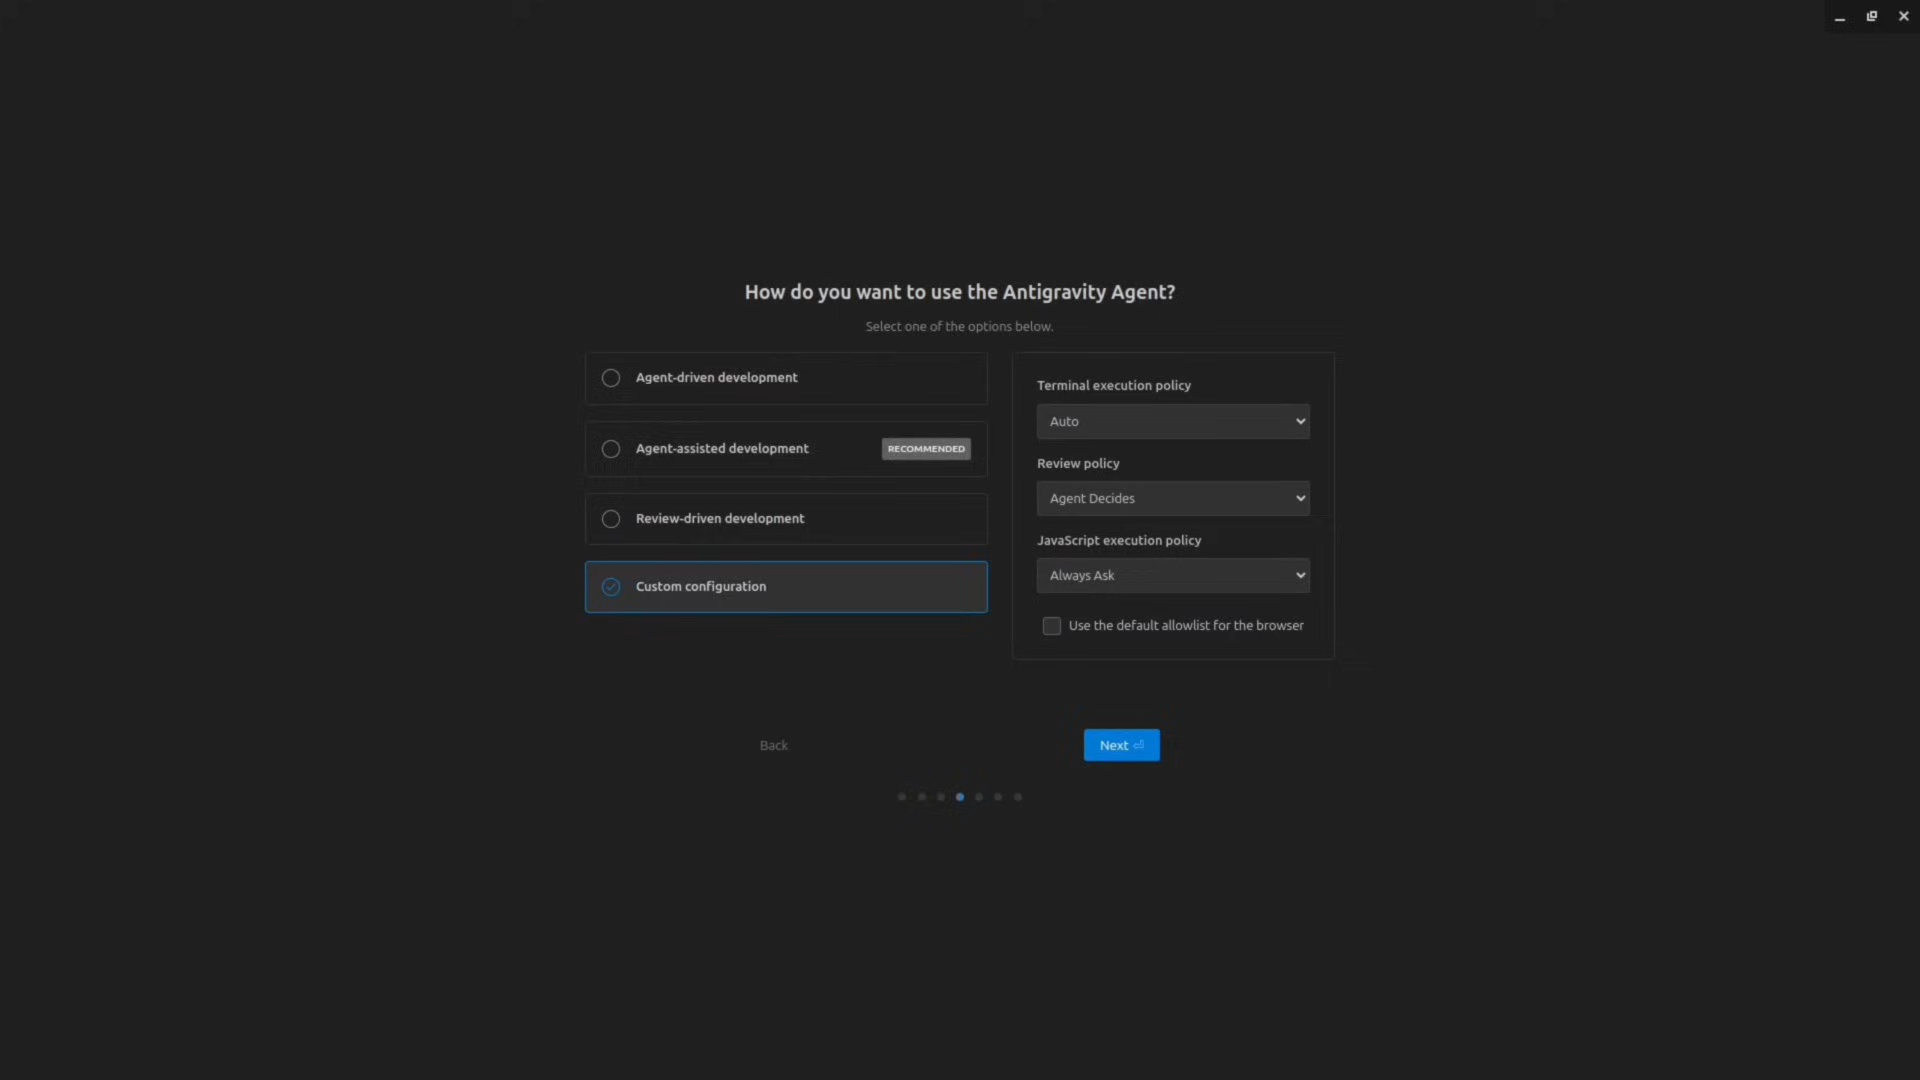 How do you want to use the Antigravity Agent?
Select one of the options below.
Agent-driven development
Agent-assisted development RECOMMENDED
Review-driven development
Custom configuration
Terminal execution policy
Auto
Review policy
Agent Decides
JavaScript execution policy
Always Ask
Use the default allowlist for the browser
Back
Next ⏎